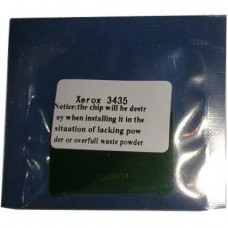 Xerox 3435
Notice:the chip will be destr
oy when installing it in the
situation of lacking pow
der or overfull waste powder